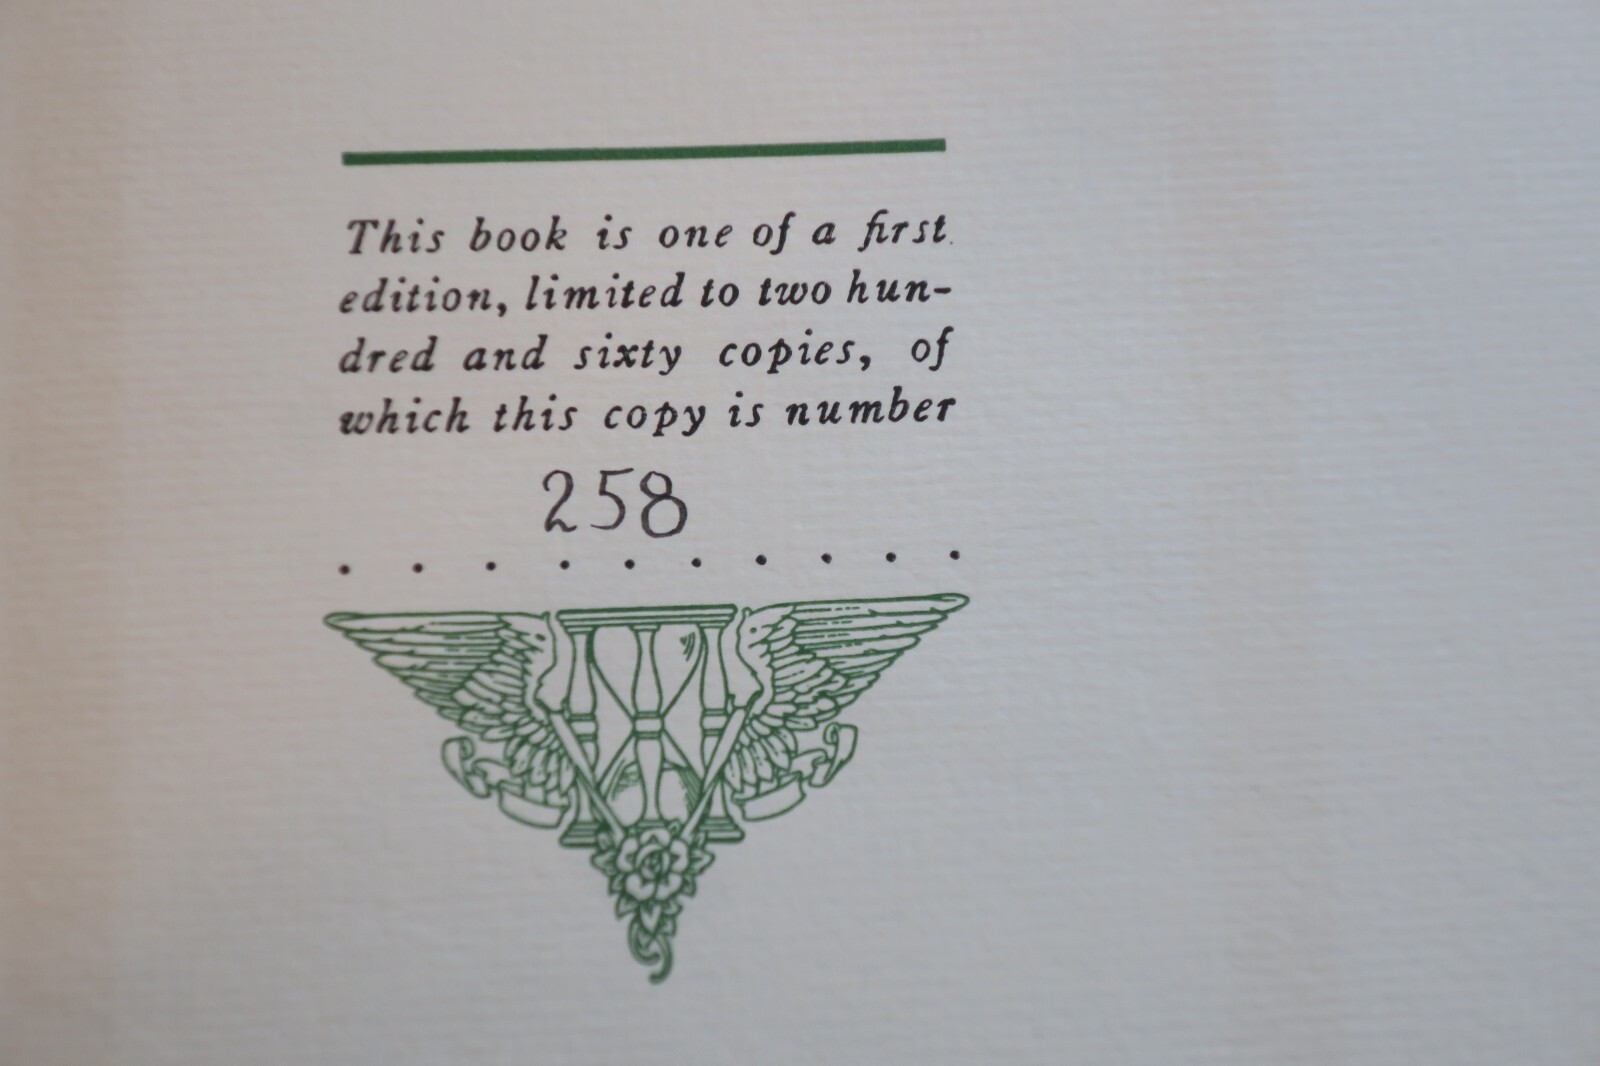 This book is one of a first
edition, limited to two hun-
dred and sixty copies, of
which this copy is number
258
. . . . . . . . . .